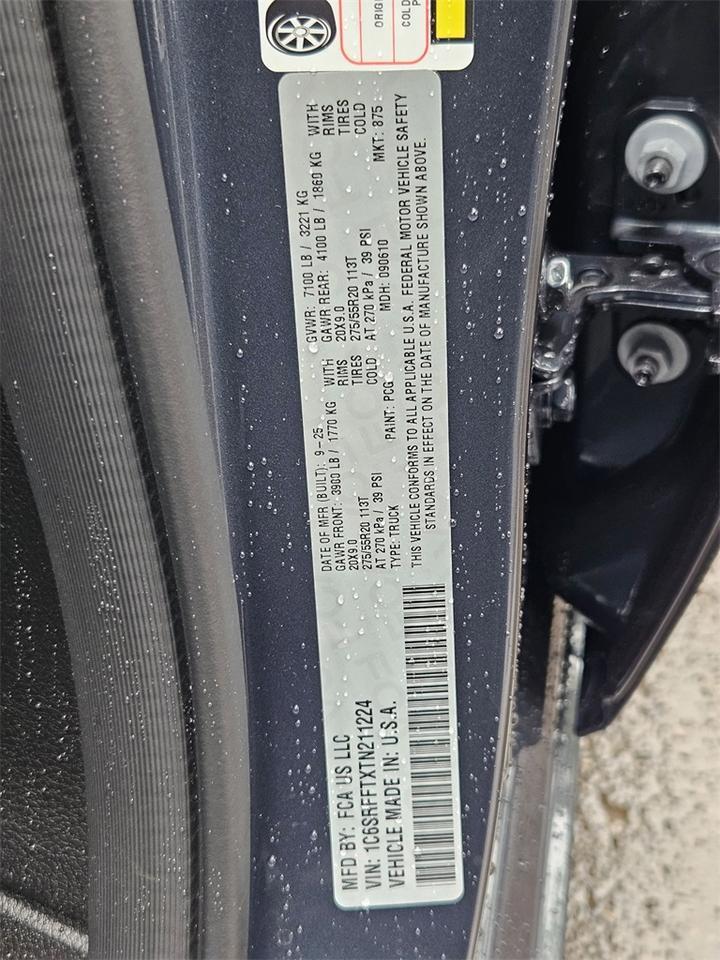 ORIGI
COLD
P
MFD BY: FCA US LLC
VIN: 1C6SRFFTXTN211224
VEHICLE MADE IN: U.S.A.
DATE OF MFR (BUILT): 9-25 GVWR: 7100 LB / 3221 KG
GAWR FRONT: 3900 LB / 1770 KG WITH GAWR REAR: 4100 LB / 1860 KG WITH
20X9.0 RIMS 20X9.0 RIMS
275/55R20 113T TIRES 275/55R20 113T TIRES
AT 270 kPa / 39 PSI COLD AT 270 kPa / 39 PSI COLD
TYPE: TRUCK PAINT: PCG MDH: 090610 MKT: 875
THIS VEHICLE CONFORMS TO ALL APPLICABLE U.S.A. FEDERAL MOTOR VEHICLE SAFETY
STANDARDS IN EFFECT ON THE DATE OF MANUFACTURE SHOWN ABOVE.